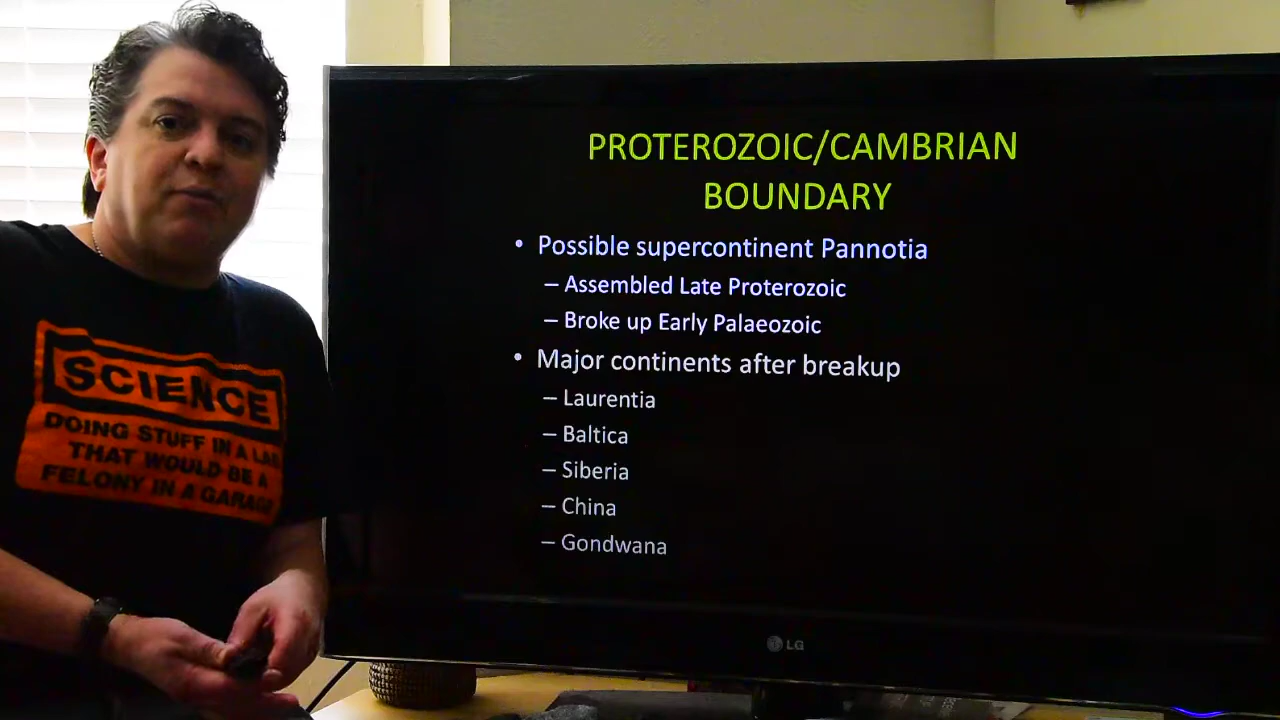 PROTEROZOIC/CAMBRIAN
BOUNDARY
• Possible supercontinent Pannotia
– Assembled Late Proterozoic
– Broke up Early Palaeozoic
• Major continents after breakup
– Laurentia
– Baltica
– Siberia
– China
– Gondwana
SCIENCE
DOING STUFF IN A LAB
THAT WOULD BE A
FELONY IN A GARAGE
LG